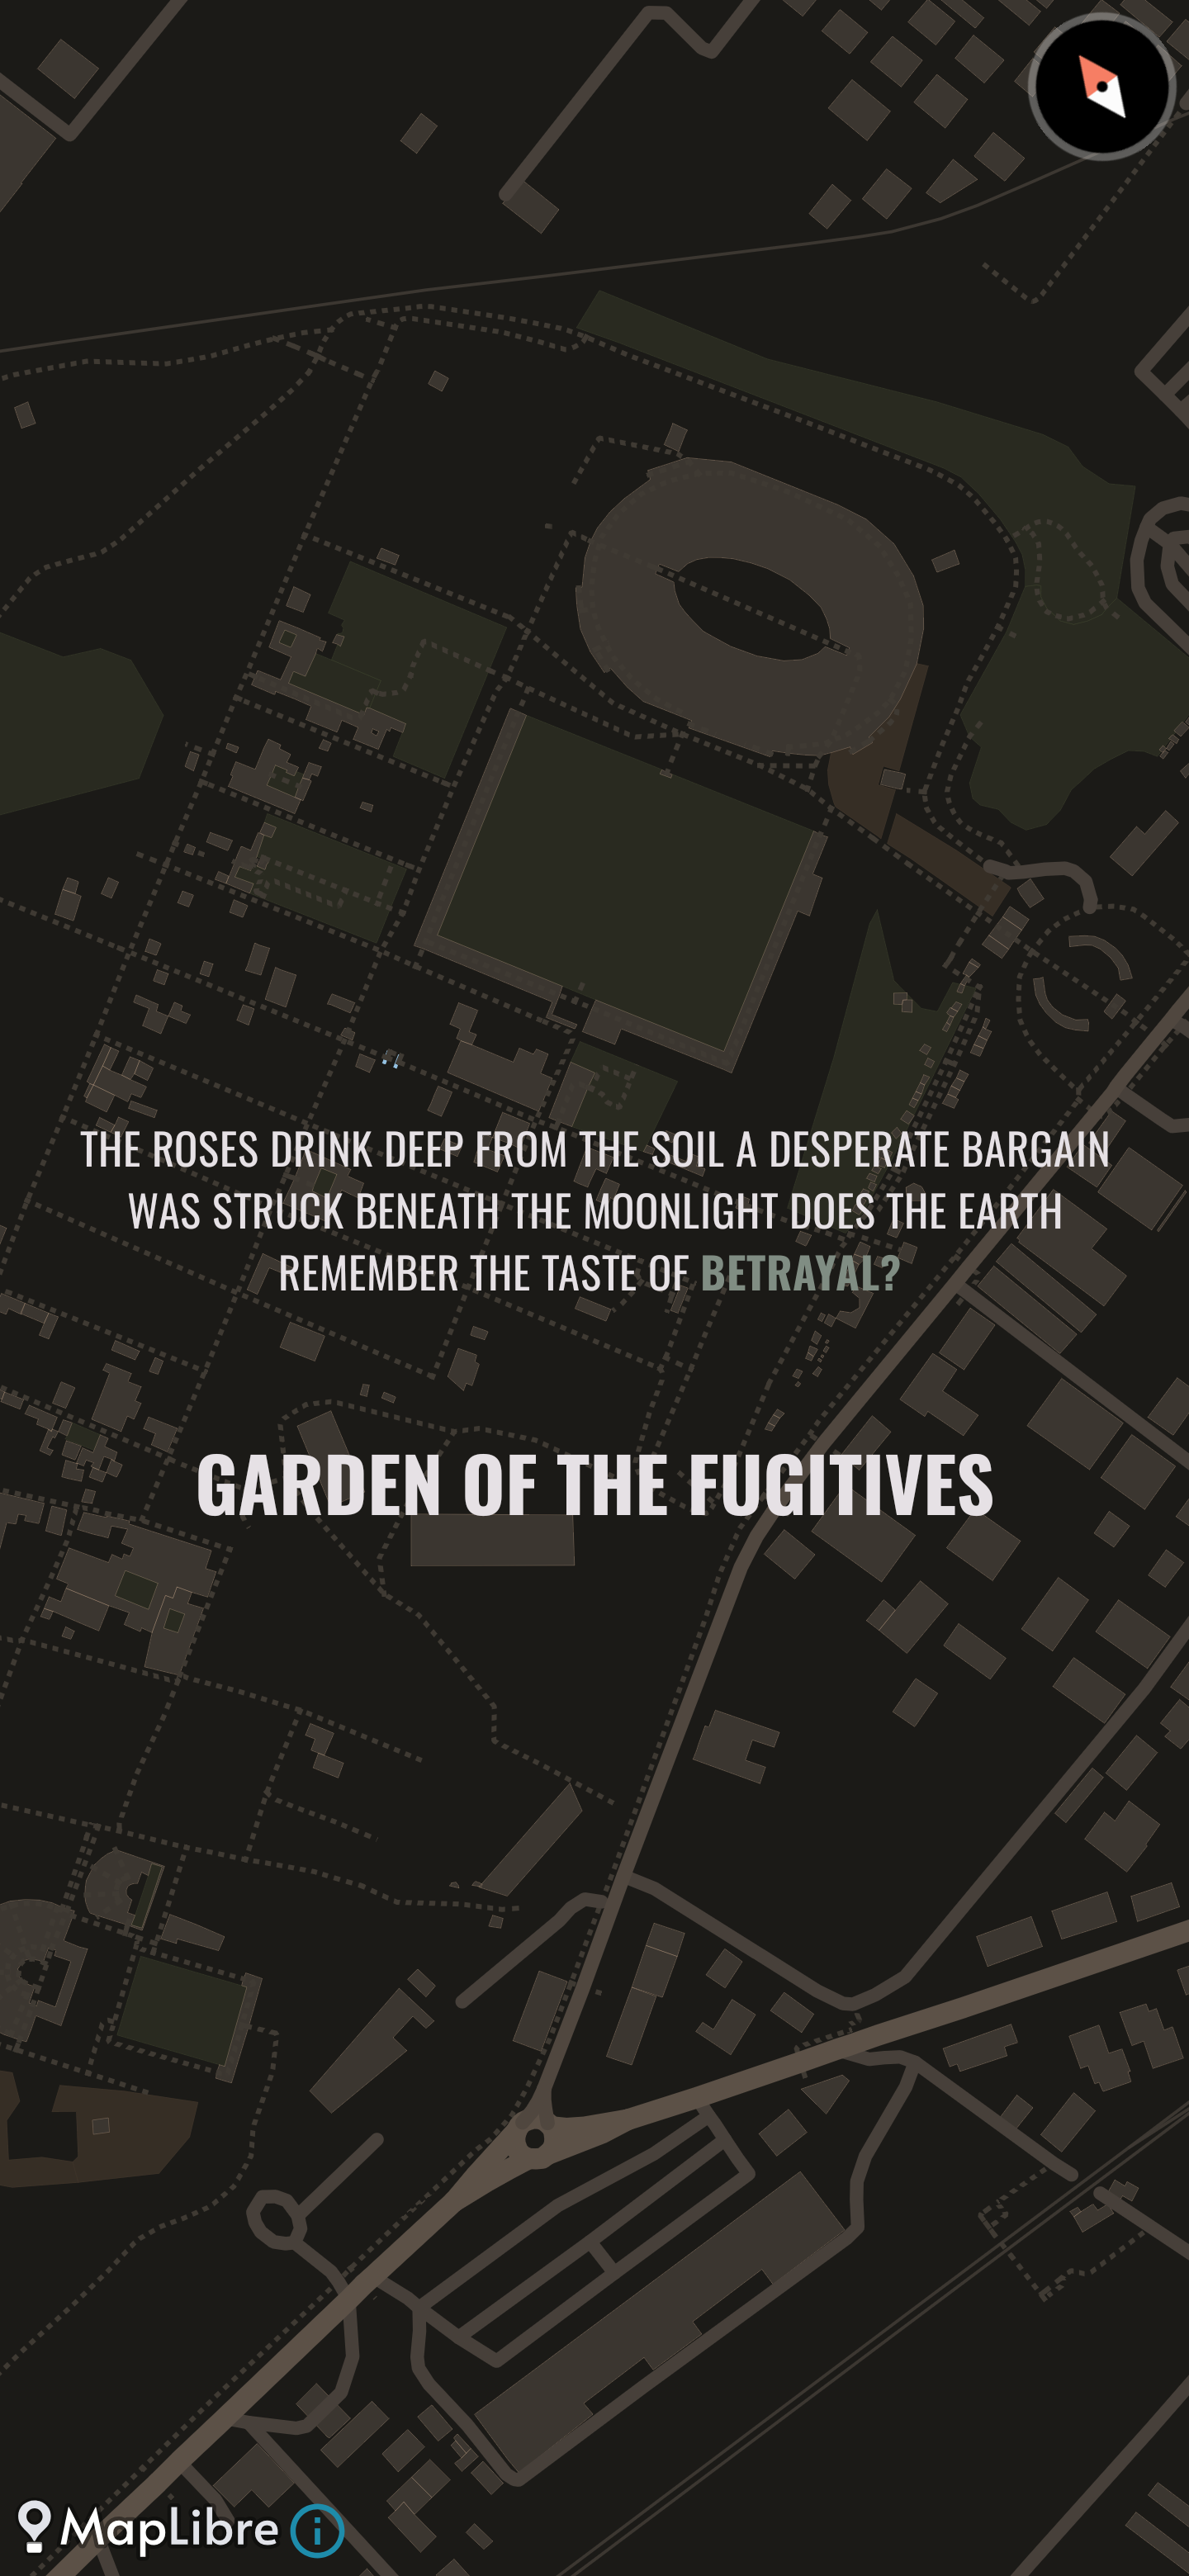 THE ROSES DRINK DEEP FROM THE SOIL A DESPERATE BARGAIN
WAS STRUCK BENEATH THE MOONLIGHT DOES THE EARTH
REMEMBER THE TASTE OF BETRAYAL?
GARDEN OF THE FUGITIVES
MapLibre i